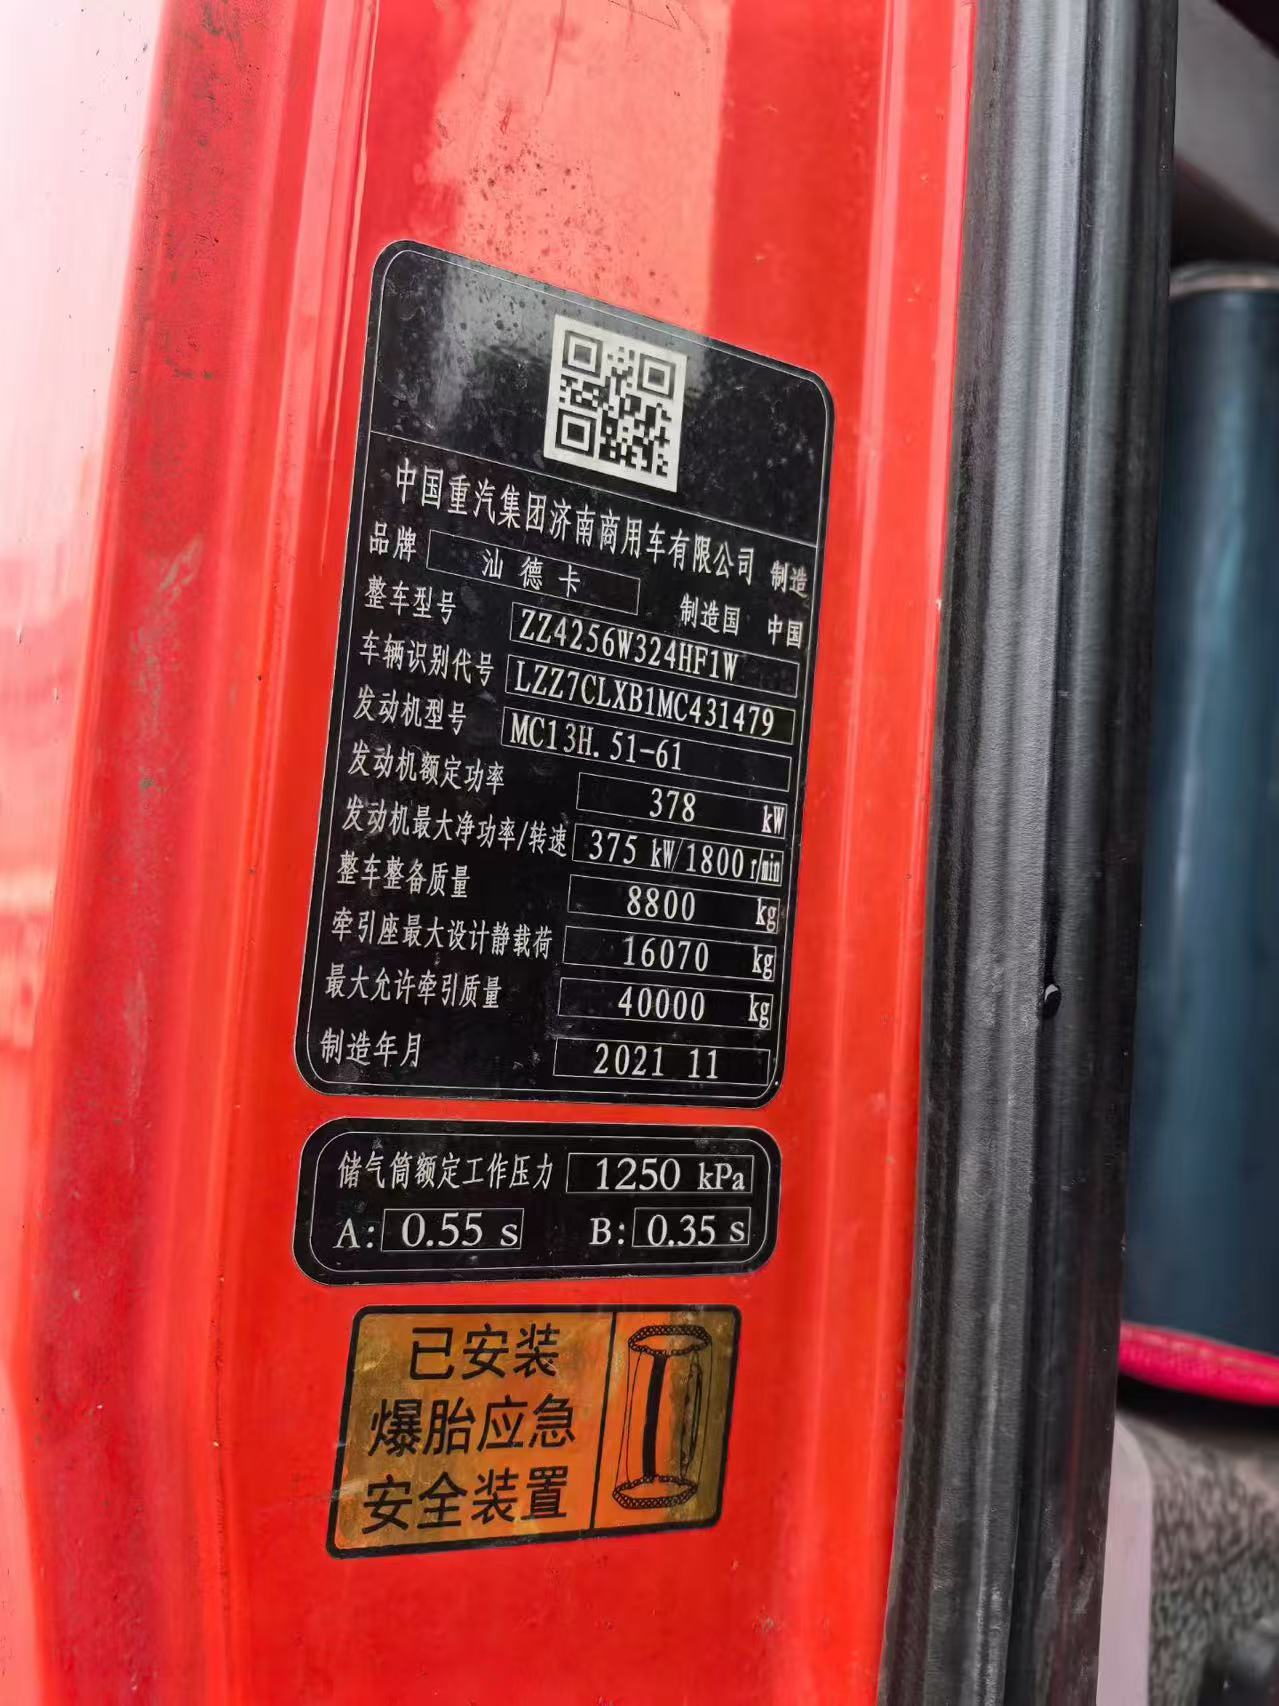 中国重汽集团济南商用车有限公司 制造
品牌 汕德卡 制造国 中国
整车型号 ZZ4256W324HF1W
车辆识别代号 LZZ7CLXB1MC431479
发动机型号 MC13H.51-61
发动机额定功率 378 kW
发动机最大净功率/转速 375 kW/1800 r/min
整车整备质量 8800 kg
牵引座最大设计静载荷 16070 kg
最大允许牵引质量 40000 kg
制造年月 2021 11
储气筒额定工作压力 1250 kPa
A: 0.55 s B: 0.35 s
已安装
爆胎应急
安全装置